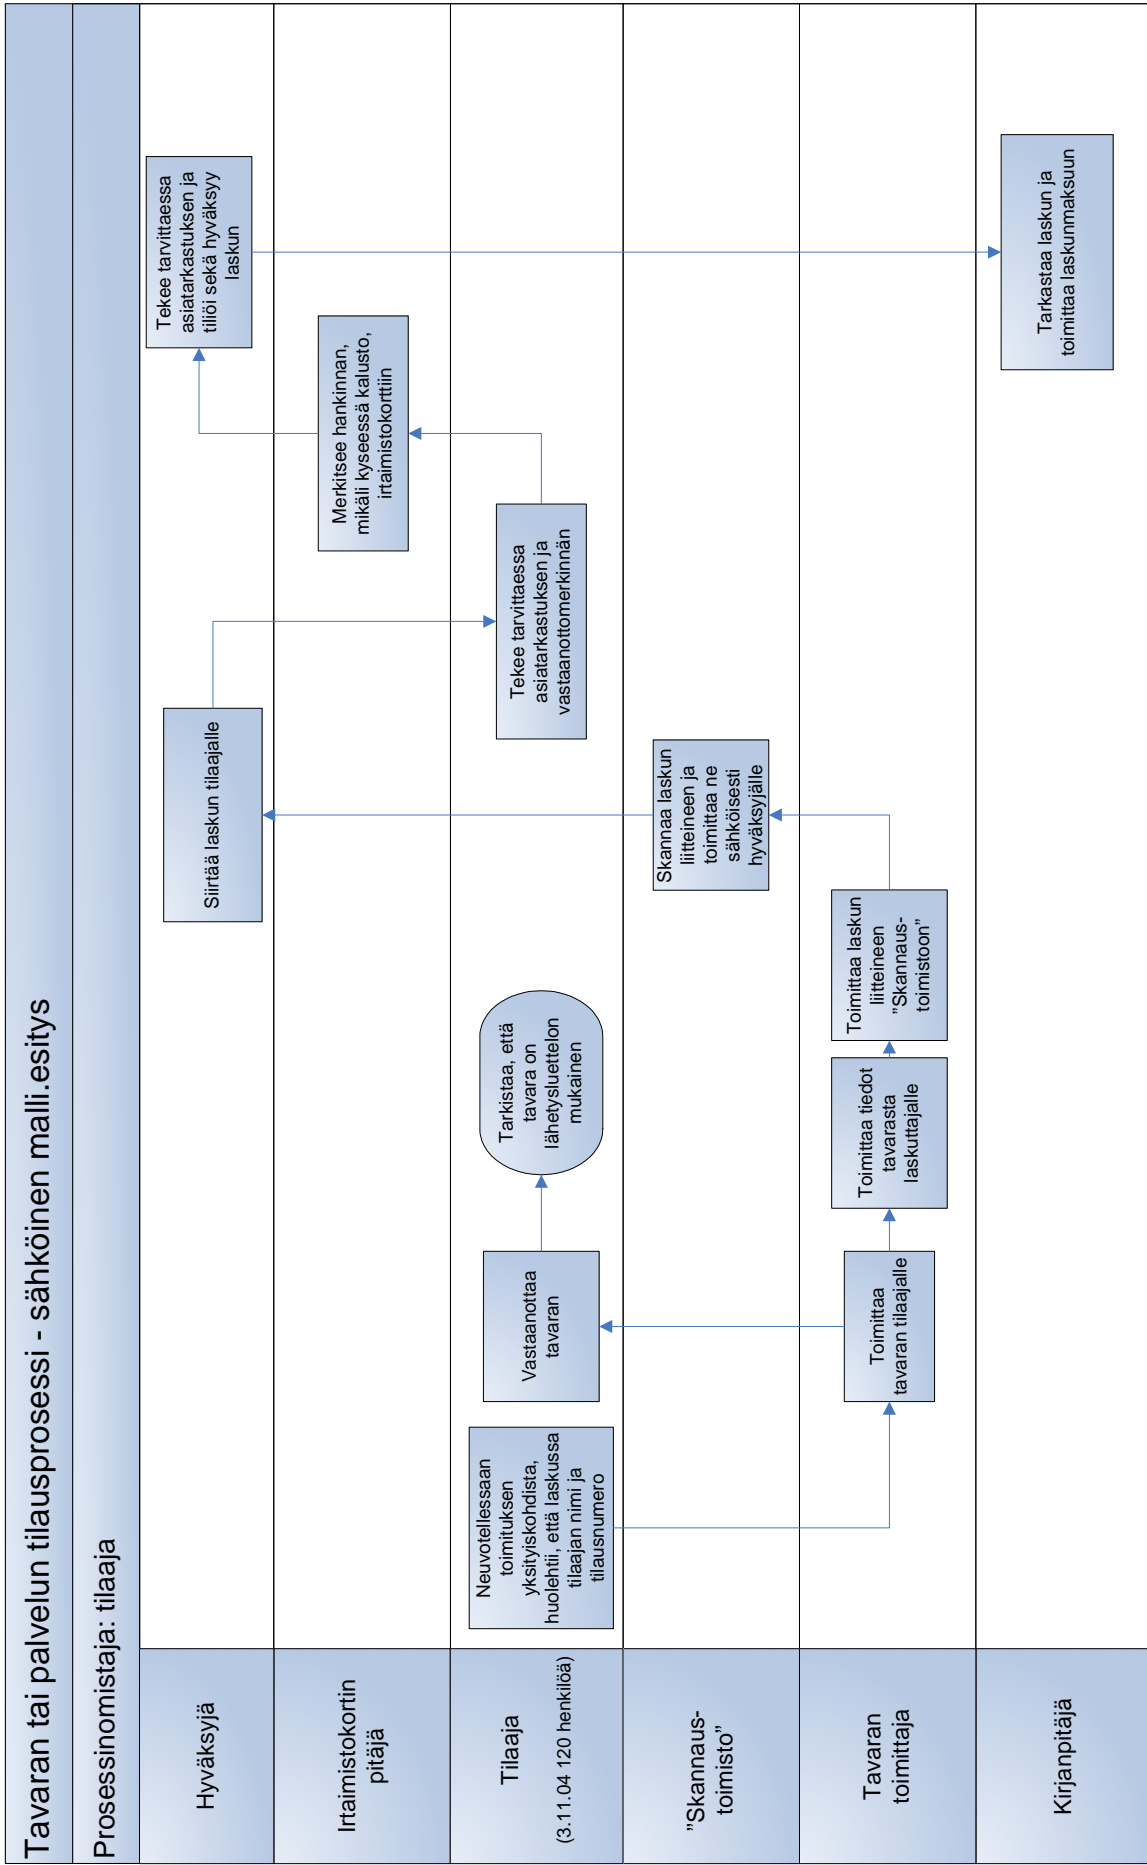 Tavaran tai palvelun tilausprosessi - sähköinen malli.esitys
Prosessinomistaja: tilaaja
Hyväksyjä
Siirtää laskun tilaajalle
Tekee tarvittaessa
asiatarkastuksen ja
tiliöi sekä hyväksyy
laskun
Irtaimistokortin
pitäjä
Merkitsee hankinnan,
mikäli kyseessä kalusto,
irtaimistokorttiin
Tilaaja
(3.11.04 120 henkilöä)
Neuvotellessaan
toimituksen
yksityiskohdista,
huolehtii, että laskussa
tilaajan nimi ja
tilausnumero
Vastaanottaa
tavaran
Tarkistaa, että
tavara on
lähetysluettelon
mukainen
Tekee tarvittaessa
asiatarkastuksen ja
vastaanottomerkinnän
”Skannaus-
toimisto”
Skannaa laskun
liitteineen ja
toimittaa ne
sähköisesti
hyväksyjälle
Tavaran
toimittaja
Toimittaa
tavaran tilaajalle
Toimittaa tiedot
tavarasta
laskuttajalle
Toimittaa laskun
liitteineen
”Skannaus-
toimistoon”
Kirjanpitäjä
Tarkastaa laskun ja
toimittaa laskunmaksuun